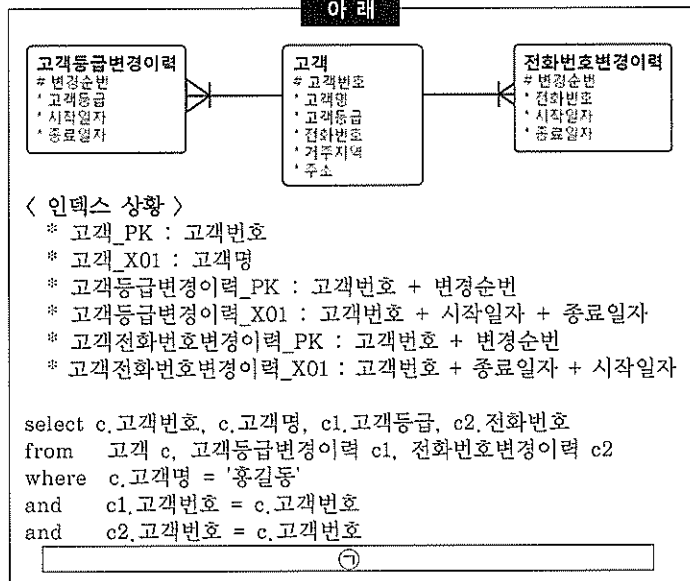 아 래
고객등급변경이력
# 변경순번
* 고객등급
* 시작일자
* 종료일자
고객
# 고객번호
* 고객명
* 고객등급
* 전화번호
* 거주지역
* 주소
전화번호변경이력
# 변경순번
* 전화번호
* 시작일자
* 종료일자
< 인덱스 상황 >
* 고객_PK : 고객번호
* 고객_X01 : 고객명
* 고객등급변경이력_PK : 고객번호 + 변경순번
* 고객등급변경이력_X01 : 고객번호 + 시작일자 + 종료일자
* 고객전화번호변경이력_PK : 고객번호 + 변경순번
* 고객전화번호변경이력_X01 : 고객번호 + 종료일자 + 시작일자
select c.고객번호, c.고객명, c1.고객등급, c2.전화번호
from 고객 c, 고객등급변경이력 c1, 전화번호변경이력 c2
where c.고객명 = '홍길동'
and c1.고객번호 = c.고객번호
and c2.고객번호 = c.고객번호
㉠